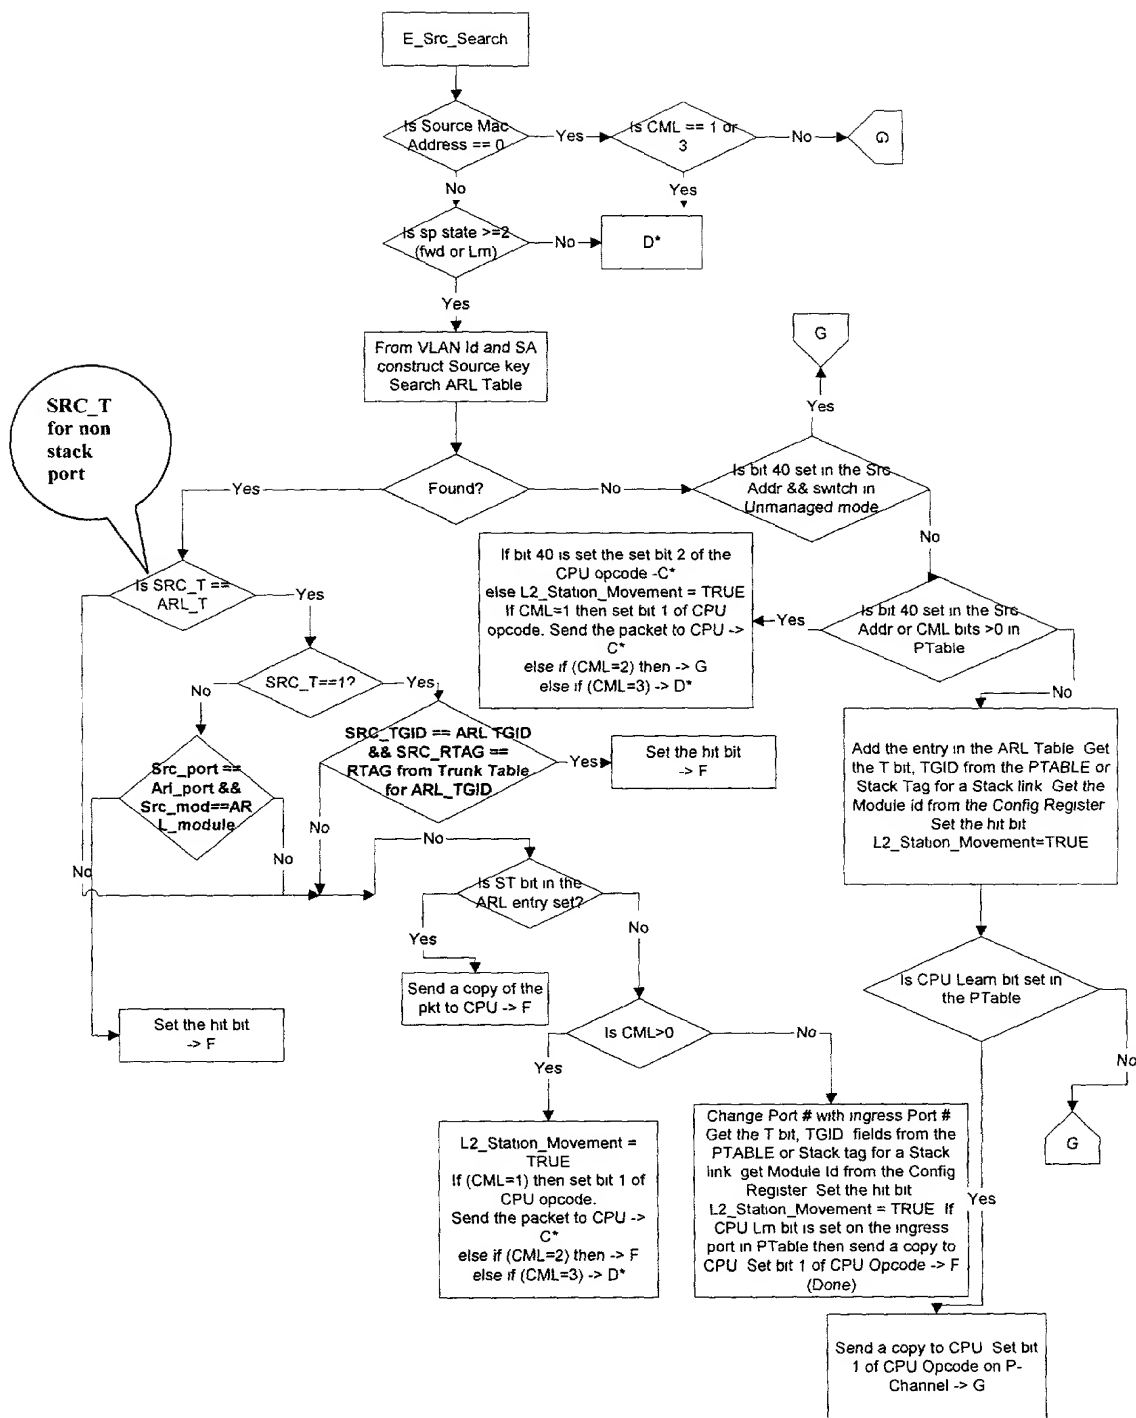 E_Src_Search
Is Source Mac
Address == 0
Yes
Is CML == 1 or
3
No
G
No
Yes
Is sp state >=2
(fwd or Lrn)
No
D*
Yes
From VLAN Id and SA
construct Source key
Search ARL Table
G
Yes
SRC_T
for non
stack
port
Yes
Found?
No
Is bit 40 set in the Src
Addr && switch in
Unmanaged mode
No
If bit 40 is set the set bit 2 of the
CPU opcode -C*
else L2_Station_Movement = TRUE
If CML=1 then set bit 1 of CPU
opcode. Send the packet to CPU ->
C*
else if (CML=2) then -> G
else if (CML=3) -> D*
Yes
Is bit 40 set in the Src
Addr or CML bits >0 in
PTable
No
Is SRC_T ==
ARL_T
Yes
SRC_T==1?
No
Yes
Src_port ==
Arl_port &&
Src_mod==AR
L_module
No
No
SRC_TGID == ARL TGID
&& SRC_RTAG ==
RTAG from Trunk Table
for ARL_TGID
Yes
Set the hit bit
-> F
No
No
Add the entry in the ARL Table Get
the T bit, TGID from the PTABLE or
Stack Tag for a Stack link Get the
Module id from the Config Register
Set the hit bit
L2_Station_Movement=TRUE
Is ST bit in the
ARL entry set?
Yes
No
Send a copy of the
pkt to CPU -> F
Set the hit bit
-> F
Is CML>0
Yes
No
Is CPU Learn bit set in
the PTable
No
G
Yes
L2_Station_Movement =
TRUE
If (CML=1) then set bit 1 of
CPU opcode.
Send the packet to CPU ->
C*
else if (CML=2) then -> F
else if (CML=3) -> D*
Change Port # with ingress Port #
Get the T bit, TGID fields from the
PTABLE or Stack tag for a Stack
link get Module Id from the Config
Register Set the hit bit
L2_Station_Movement = TRUE If
CPU Lrn bit is set on the ingress
port in PTable then send a copy to
CPU Set bit 1 of CPU Opcode -> F
(Done)
Send a copy to CPU Set bit
1 of CPU Opcode on P-
Channel -> G